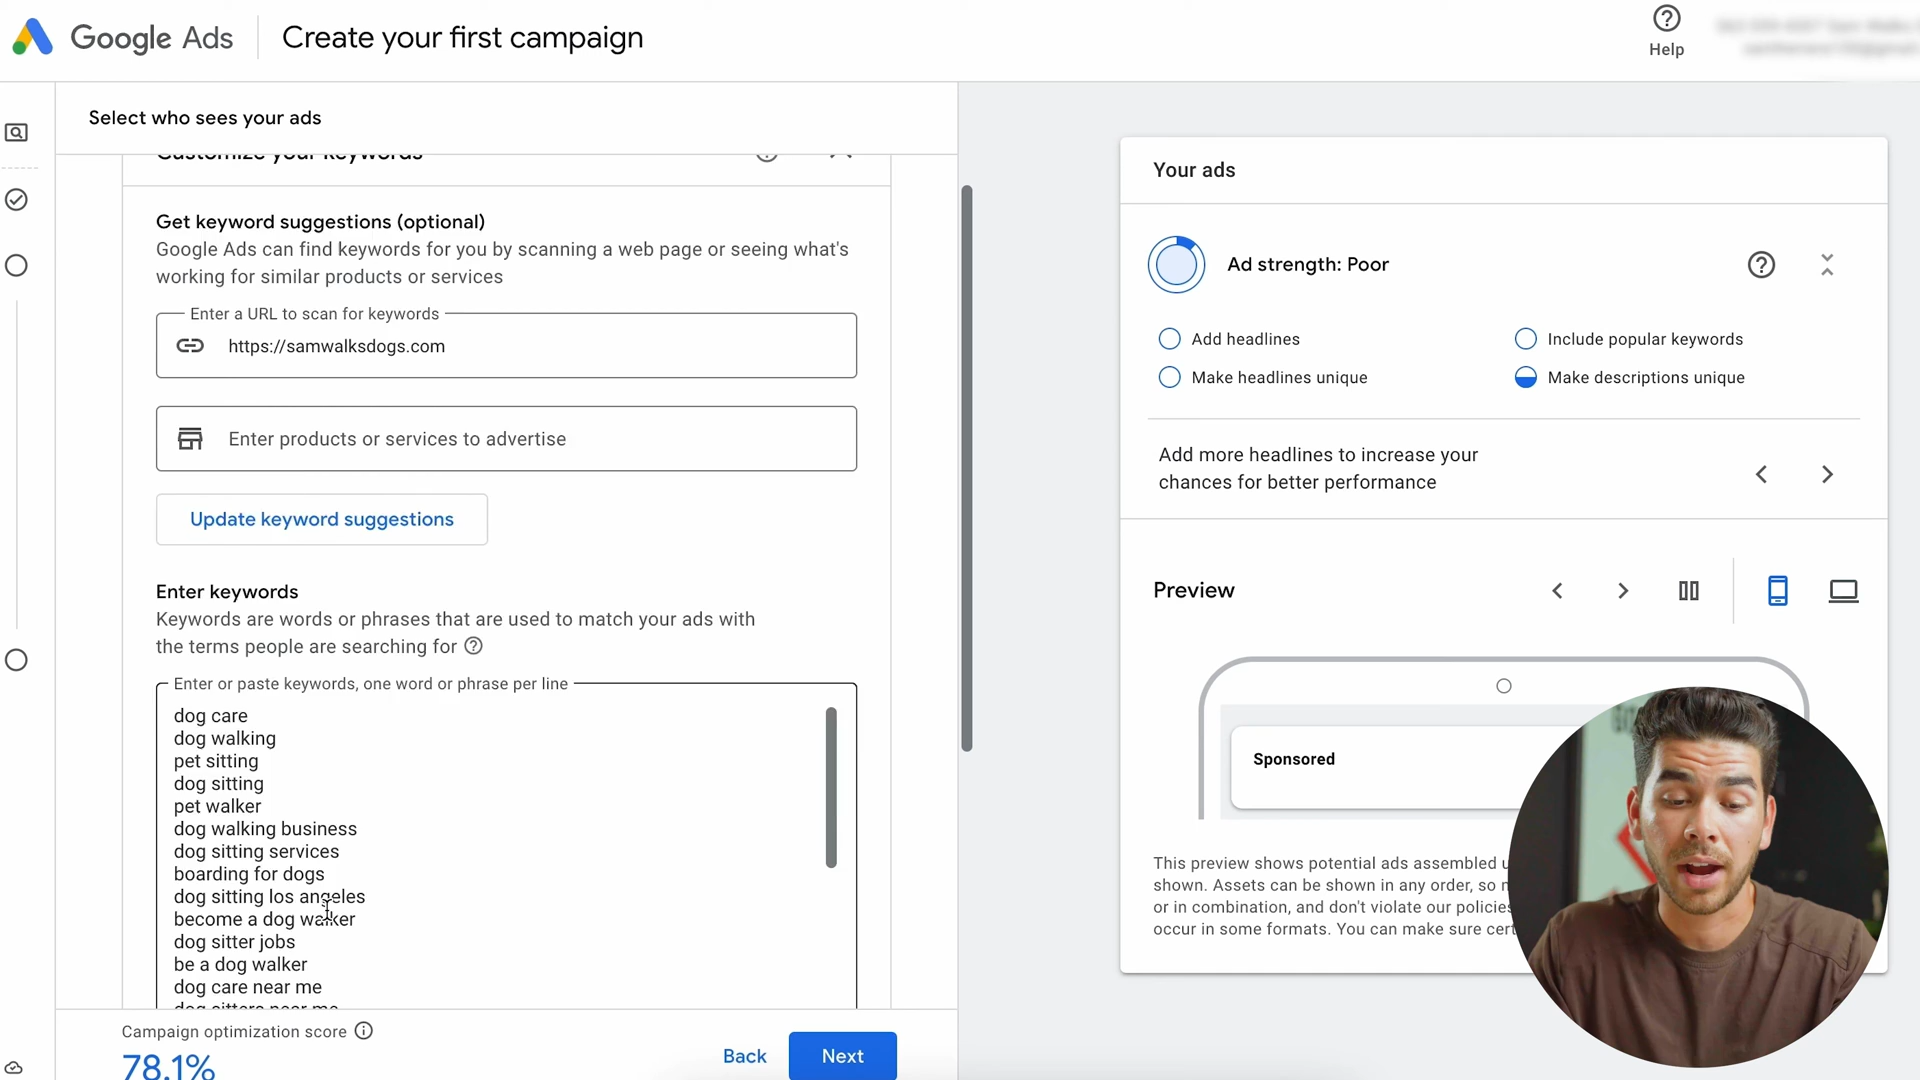 Google Ads
Create your first campaign
Help
Select who sees your ads
Customize your keywords
Get keyword suggestions (optional)
Google Ads can find keywords for you by scanning a web page or seeing what's
working for similar products or services
Enter a URL to scan for keywords
https://samwalksdogs.com
Enter products or services to advertise
Update keyword suggestions
Enter keywords
Keywords are words or phrases that are used to match your ads with
the terms people are searching for
Enter or paste keywords, one word or phrase per line
dog care
dog walking
pet sitting
dog sitting
pet walker
dog walking business
dog sitting services
boarding for dogs
dog sitting los angeles
become a dog walker
dog sitter jobs
be a dog walker
dog care near me
dog sitters near me
Campaign optimization score
78.1%
Back
Next
Your ads
Ad strength: Poor
Add headlines
Include popular keywords
Make headlines unique
Make descriptions unique
Add more headlines to increase your
chances for better performance
Preview
Sponsored
This preview shows potential ads assembled
shown. Assets can be shown in any order, so
or in combination, and don't violate our policies
occur in some formats. You can make sure